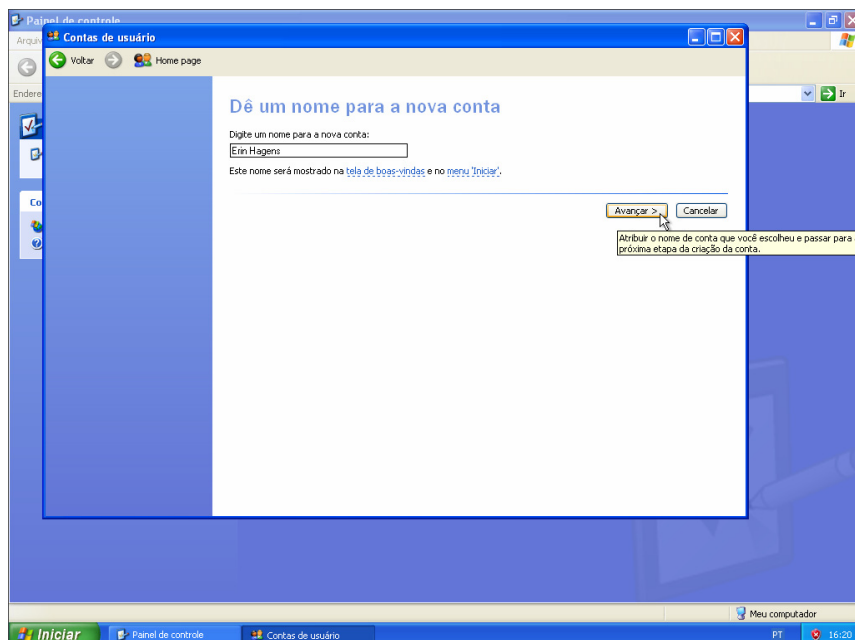 Painel de controle
Contas de usuário
Arquiv
Voltar
Home page
Endere
Ir
Dê um nome para a nova conta
Digite um nome para a nova conta:
Erin Hagens
Este nome será mostrado na tela de boas-vindas e no menu 'Iniciar'.
Co
Avançar > Cancelar
Atribuir o nome de conta que você escolheu e passar para a
próxima etapa da criação da conta.
Meu computador
Iniciar Painel de controle Contas de usuário PT 16:20